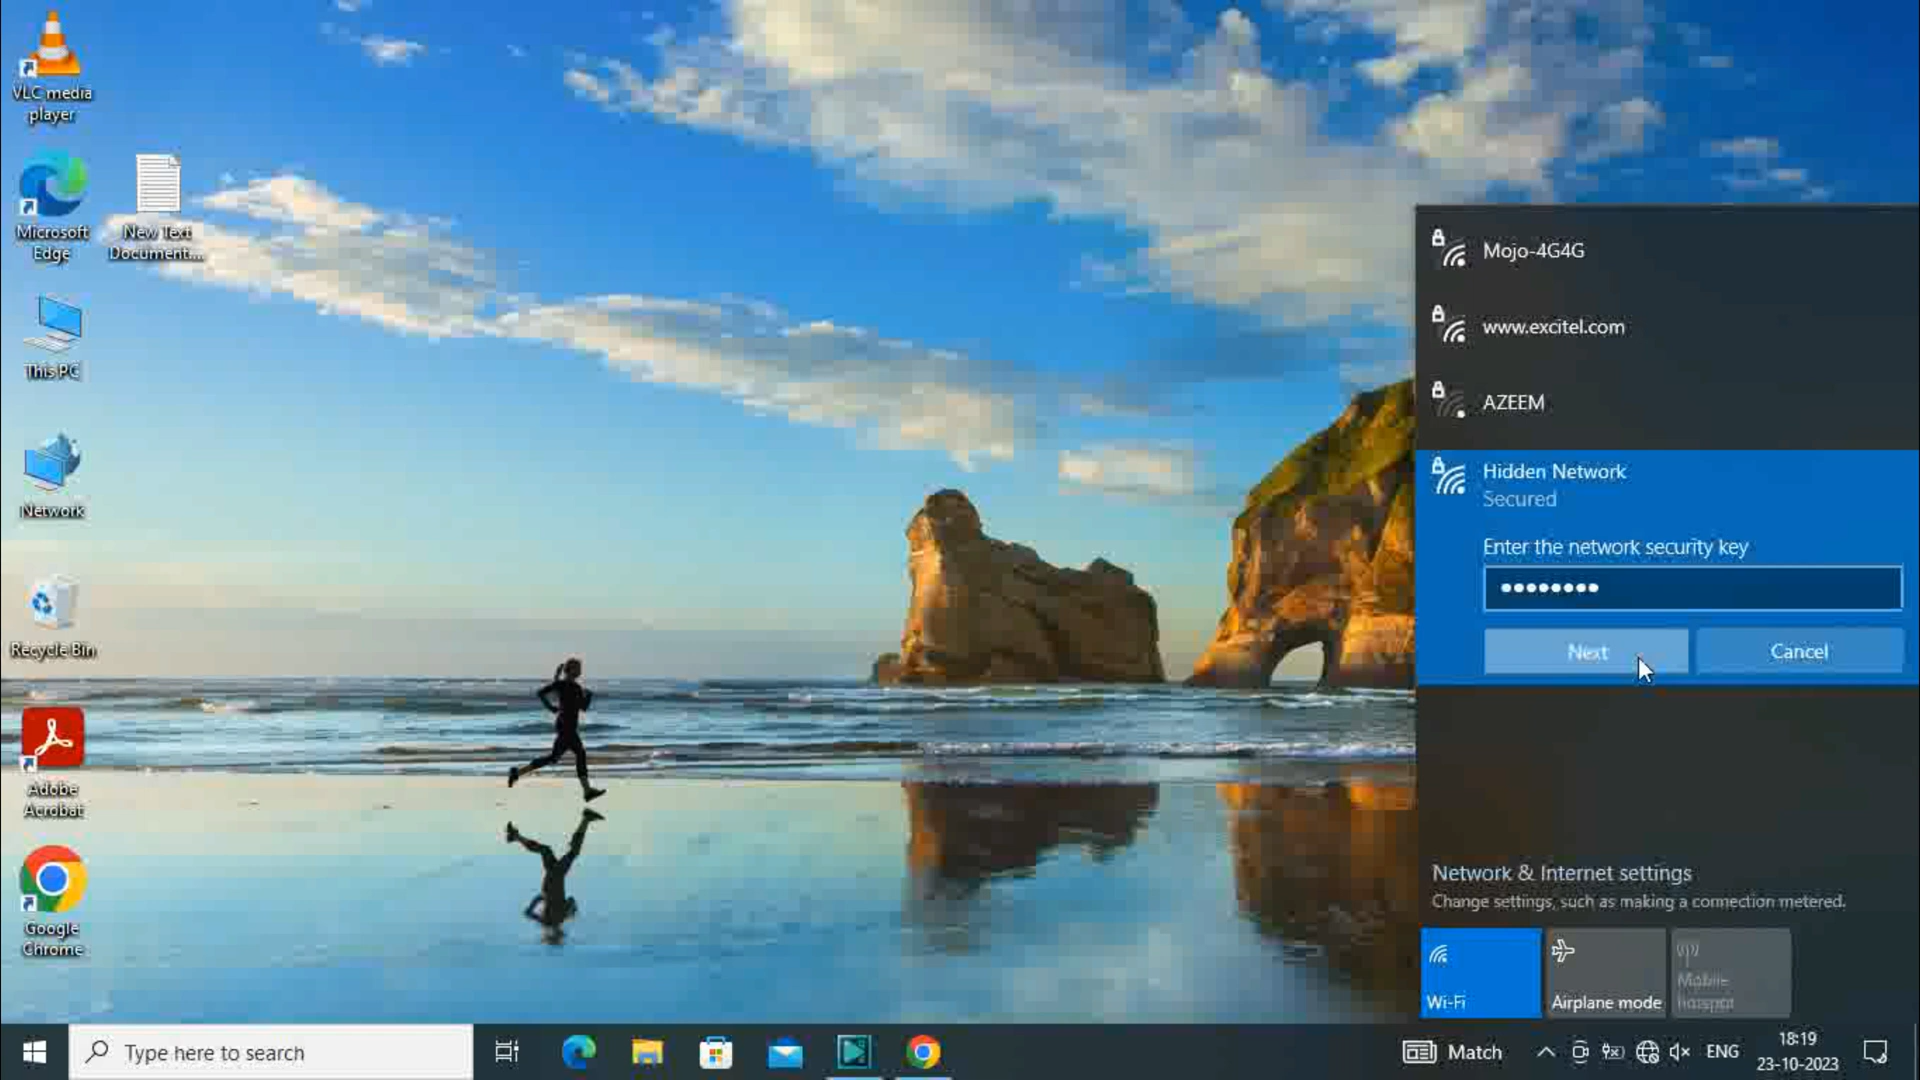 VLC media
player
Microsoft
Edge
New Text
Document....
This PC
Network
Recycle Bin
Adobe
Acrobat
Google
Chrome
Mojo-4G4G
www.excitel.com
AZEEM
Hidden Network
Secured
Enter the network security key
Next
Cancel
Network & Internet settings
Change settings, such as making a connection metered.
Wi-Fi
Airplane mode
Mobile
hotspot
Type here to search
Match
ENG
18:19
23-10-2023